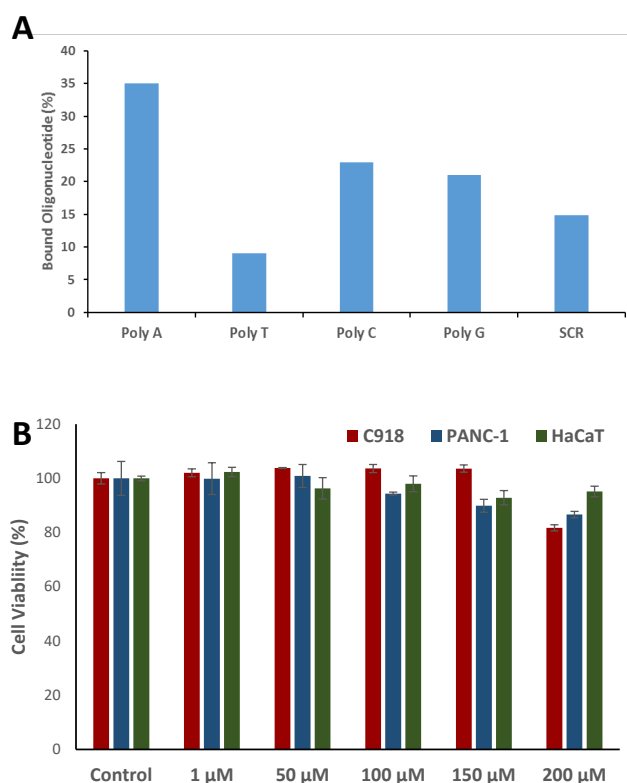 A
Bound Oligonucleotide (%)
40
35
30
25
20
15
10
5
0
Poly A Poly T Poly C Poly G SCR
B
C918 PANC-1 HaCaT
Cell Viabliity (%)
120
100
80
60
40
20
0
Control 1 µM 50 µM 100 µM 150 µM 200 µM